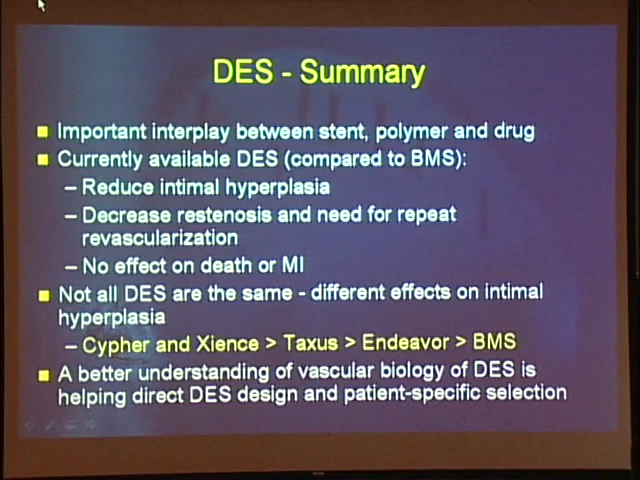 DES - Summary
Important interplay between stent, polymer and drug
Currently available DES (compared to BMS):
– Reduce intimal hyperplasia
– Decrease restenosis and need for repeat
revascularization
– No effect on death or MI
Not all DES are the same - different effects on intimal
hyperplasia
– Cypher and Xience > Taxus > Endeavor > BMS
A better understanding of vascular biology of DES is
helping direct DES design and patient-specific selection